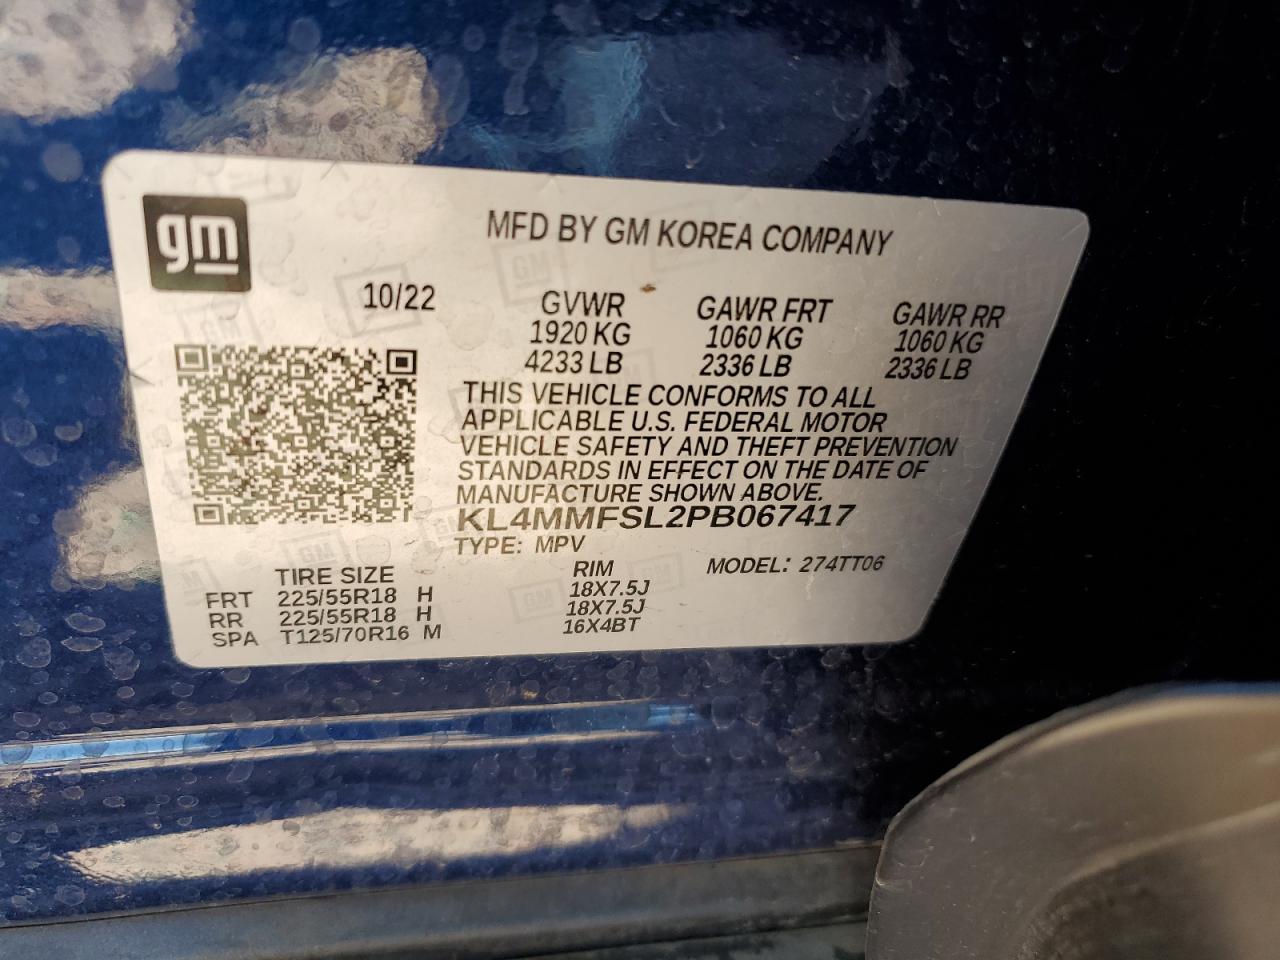 gm
MFD BY GM KOREA COMPANY
10/22 GVWR GAWR FRT GAWR RR
1920 KG 1060 KG 1060 KG
4233 LB 2336 LB 2336 LB
THIS VEHICLE CONFORMS TO ALL
APPLICABLE U.S. FEDERAL MOTOR
VEHICLE SAFETY AND THEFT PREVENTION
STANDARDS IN EFFECT ON THE DATE OF
MANUFACTURE SHOWN ABOVE.
KL4MMFSL2PB067417
TYPE: MPV
TIRE SIZE RIM MODEL: 274TT06
FRT 225/55R18 H 18X7.5J
RR 225/55R18 H 18X7.5J
SPA T125/70R16 M 16X4BT